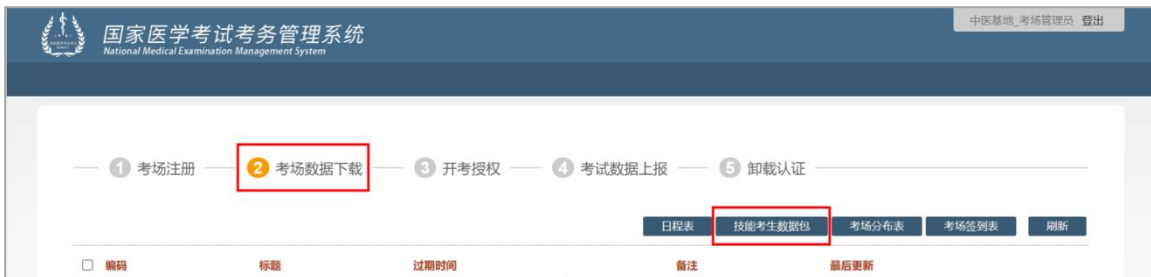 中医基地_考场管理员 登出
国家医学考试考务管理系统
National Medical Examination Management System
1 考场注册 2 考场数据下载 3 开考授权 4 考试数据上报 5 卸载认证
日程表 技能考生数据包 考场分布表 考场签到表 刷新
编码 标题 过期时间 备注 最后更新